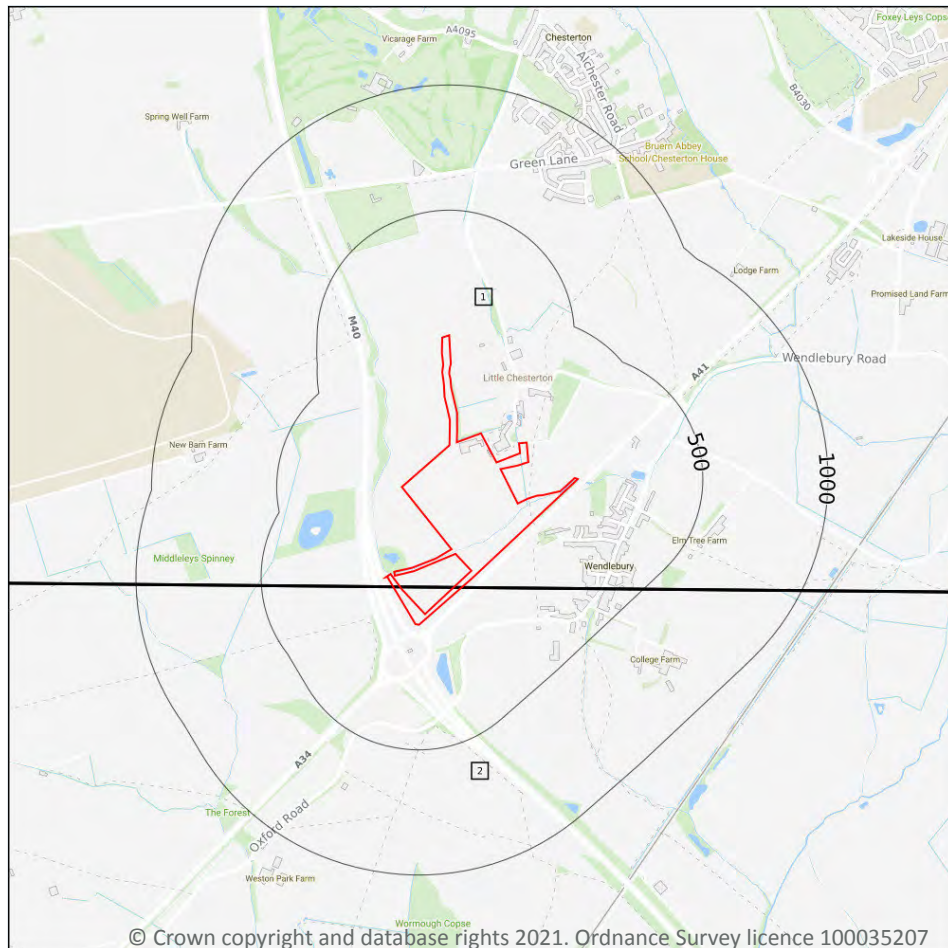 Foxey Leys Cops
Chesterton
A4095
Vicarage Farm
Alchester Road
B4030
Spring Well Farm
Bruern Abbey
School/Chesterton House
Green Lane
Lakeside House
Lodge Farm
Promised Land Farm
1
M40
Wendlebury Road
A41
Little Chesterton
New Barn Farm
500
1000
Elm Tree Farm
Middleleys Spinney
Wendlebury
College Farm
A34
2
The Forest
Oxford Road
Weston Park Farm
Wormough Copse
© Crown copyright and database rights 2021. Ordnance Survey licence 100035207